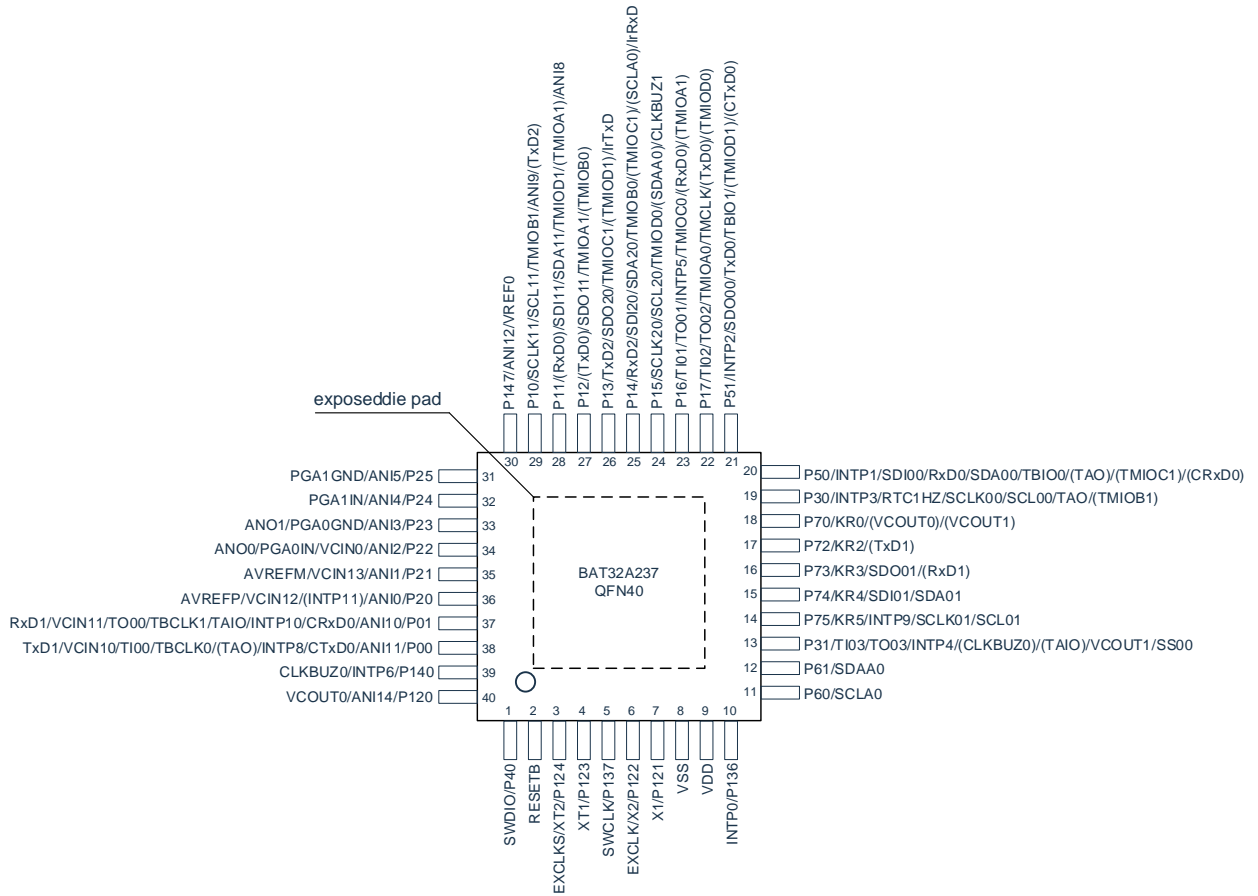 P147/ANI12/VREF0
P10/SCLK11/SCL11/TMIOB1/ANI9/(TxD2)
P11/(RxD0)/SDI11/SDA11/TMIOD1/(TMIOA1)/ANI8
P12/(TxD0)/SDO11/TMIOA1/(TMIOB0)
P13/TxD2/SDO20/TMIOC1/(TMIOD1)/IrTxD
P14/RxD2/SDI20/SDA20/TMIOB0/(TMIOC1)/(SCLA0)/IrRxD
P15/SCLK20/SCL20/TMIOD0/(SDAA0)/CLKBUZ1
P16/TI01/TO01/INTP5/TMIOC0/(RxD0)/(TMIOA1)
P17/TI02/TO02/TMIOA0/TMCLK/(TxD0)/(TMIOD0)
P51/INTP2/SDO00/TxD0/TBIO1/(TMIOD1)/(CTxD0)
exposeddie pad
30 29 28 27 26 25 24 23 22 21
PGA1GND/ANI5/P25 31
PGA1IN/ANI4/P24 32
ANO1/PGA0GND/ANI3/P23 33
ANO0/PGA0IN/VCIN0/ANI2/P22 34
AVREFM/VCIN13/ANI1/P21 35
AVREFP/VCIN12/(INTP11)/ANI0/P20 36
RxD1/VCIN11/TO00/TBCLK1/TAIO/INTP10/CRxD0/ANI10/P01 37
TxD1/VCIN10/TI00/TBCLK0/(TAO)/INTP8/CTxD0/ANI11/P00 38
CLKBUZ0/INTP6/P140 39
VCOUT0/ANI14/P120 40
BAT32A237
QFN40
20 P50/INTP1/SDI00/RxD0/SDA00/TBIO0/(TAO)/(TMIOC1)/(CRxD0)
19 P30/INTP3/RTC1HZ/SCLK00/SCL00/TAO/(TMIOB1)
18 P70/KR0/(VCOUT0)/(VCOUT1)
17 P72/KR2/(TxD1)
16 P73/KR3/SDO01/(RxD1)
15 P74/KR4/SDI01/SDA01
14 P75/KR5/INTP9/SCLK01/SCL01
13 P31/TI03/TO03/INTP4/(CLKBUZ0)/(TAIO)/VCOUT1/SS00
12 P61/SDAA0
11 P60/SCLA0
1 2 3 4 5 6 7 8 9 10
SWDIO/P40
RESETB
EXCLKS/XT2/P124
XT1/P123
SWCLK/P137
EXCLK/X2/P122
X1/P121
VSS
VDD
INTP0/P136